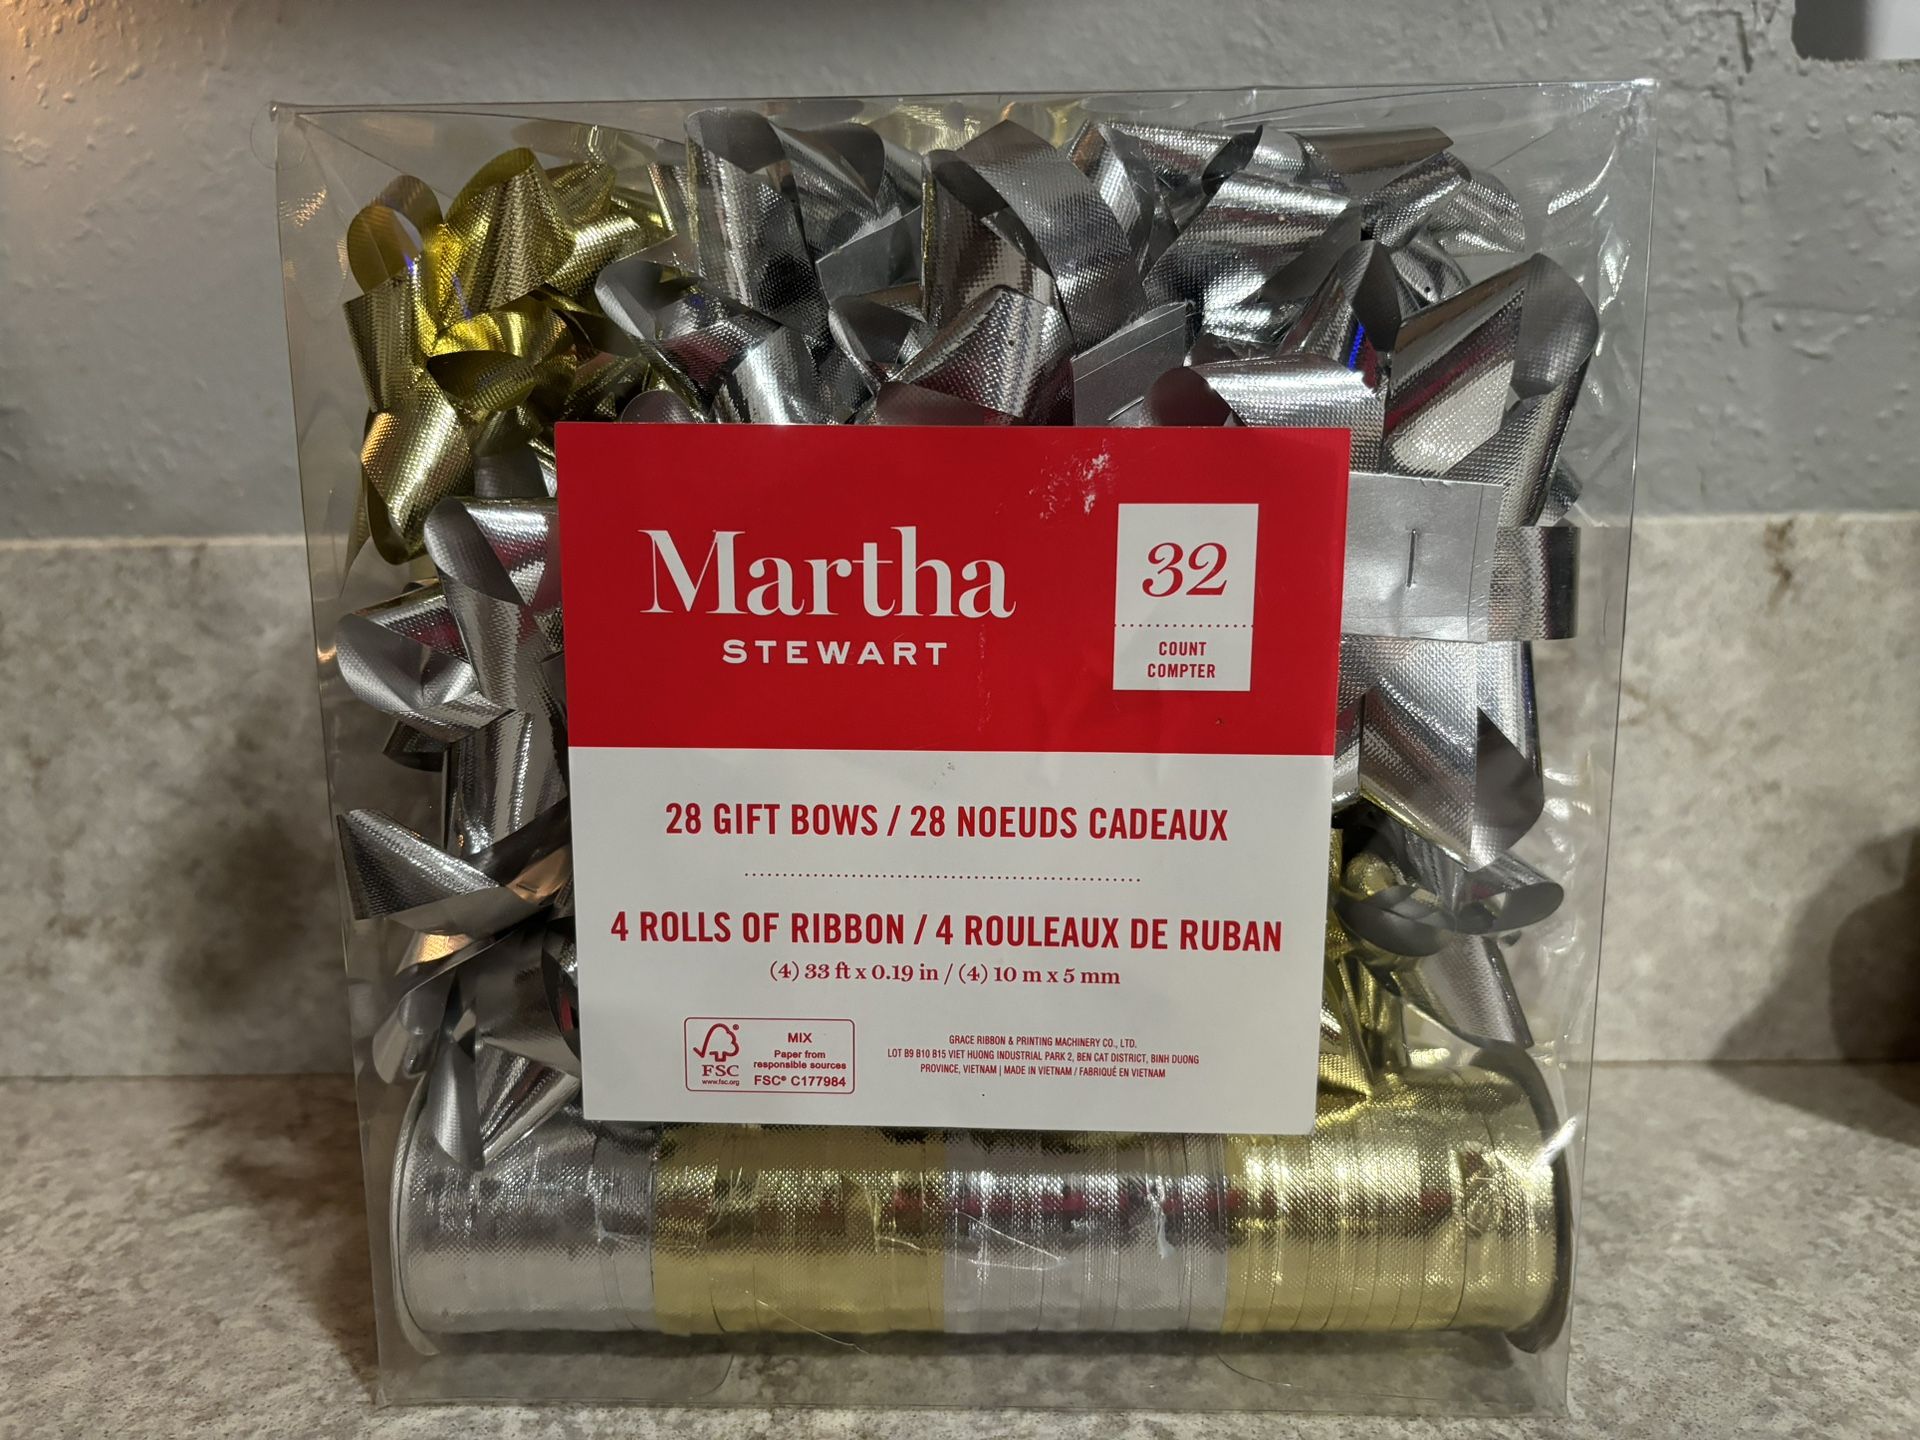 Martha
STEWART
32
COUNT
COMPTER
28 GIFT BOWS / 28 NOEUDS CADEAUX
4 ROLLS OF RIBBON / 4 ROULEAUX DE RUBAN
(4) 33 ft x 0.19 in / (4) 10 m x 5 mm
FSC
www.fsc.org
MIX
Paper from
responsible sources
FSC® C177984
GRACE RIBBON & PRINTING MACHINERY CO., LTD.
LOT B9 B10 B15 VIET HUONG INDUSTRIAL PARK 2, BEN CAT DISTRICT, BINH DUONG
PROVINCE, VIETNAM | MADE IN VIETNAM / FABRIQUÉ EN VIETNAM